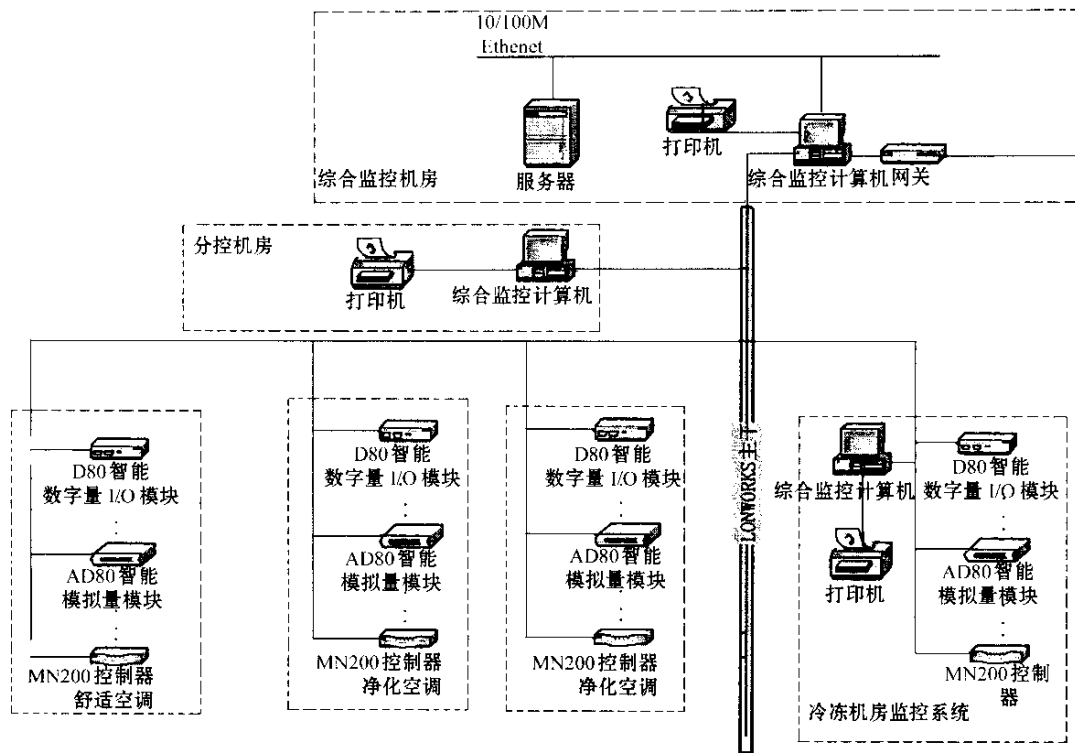 10/100M
Ethenet
打印机
综合监控机房
服务器
综合监控计算机
网关
分控机房
打印机
综合监控计算机
LONWORKS主干
D80智能
数字量 I/O 模块
AD80智能
模拟量模块
MN200控制器
舒适空调
D80智能
数字量 I/O 模块
AD80智能
模拟量模块
MN200控制器
净化空调
D80智能
数字量 I/O 模块
AD80智能
模拟量模块
MN200控制器
净化空调
综合监控计算机
打印机
D80智能
数字量 I/O 模块
AD80智能
模拟量模块
MN200控制
器
冷冻机房监控系统